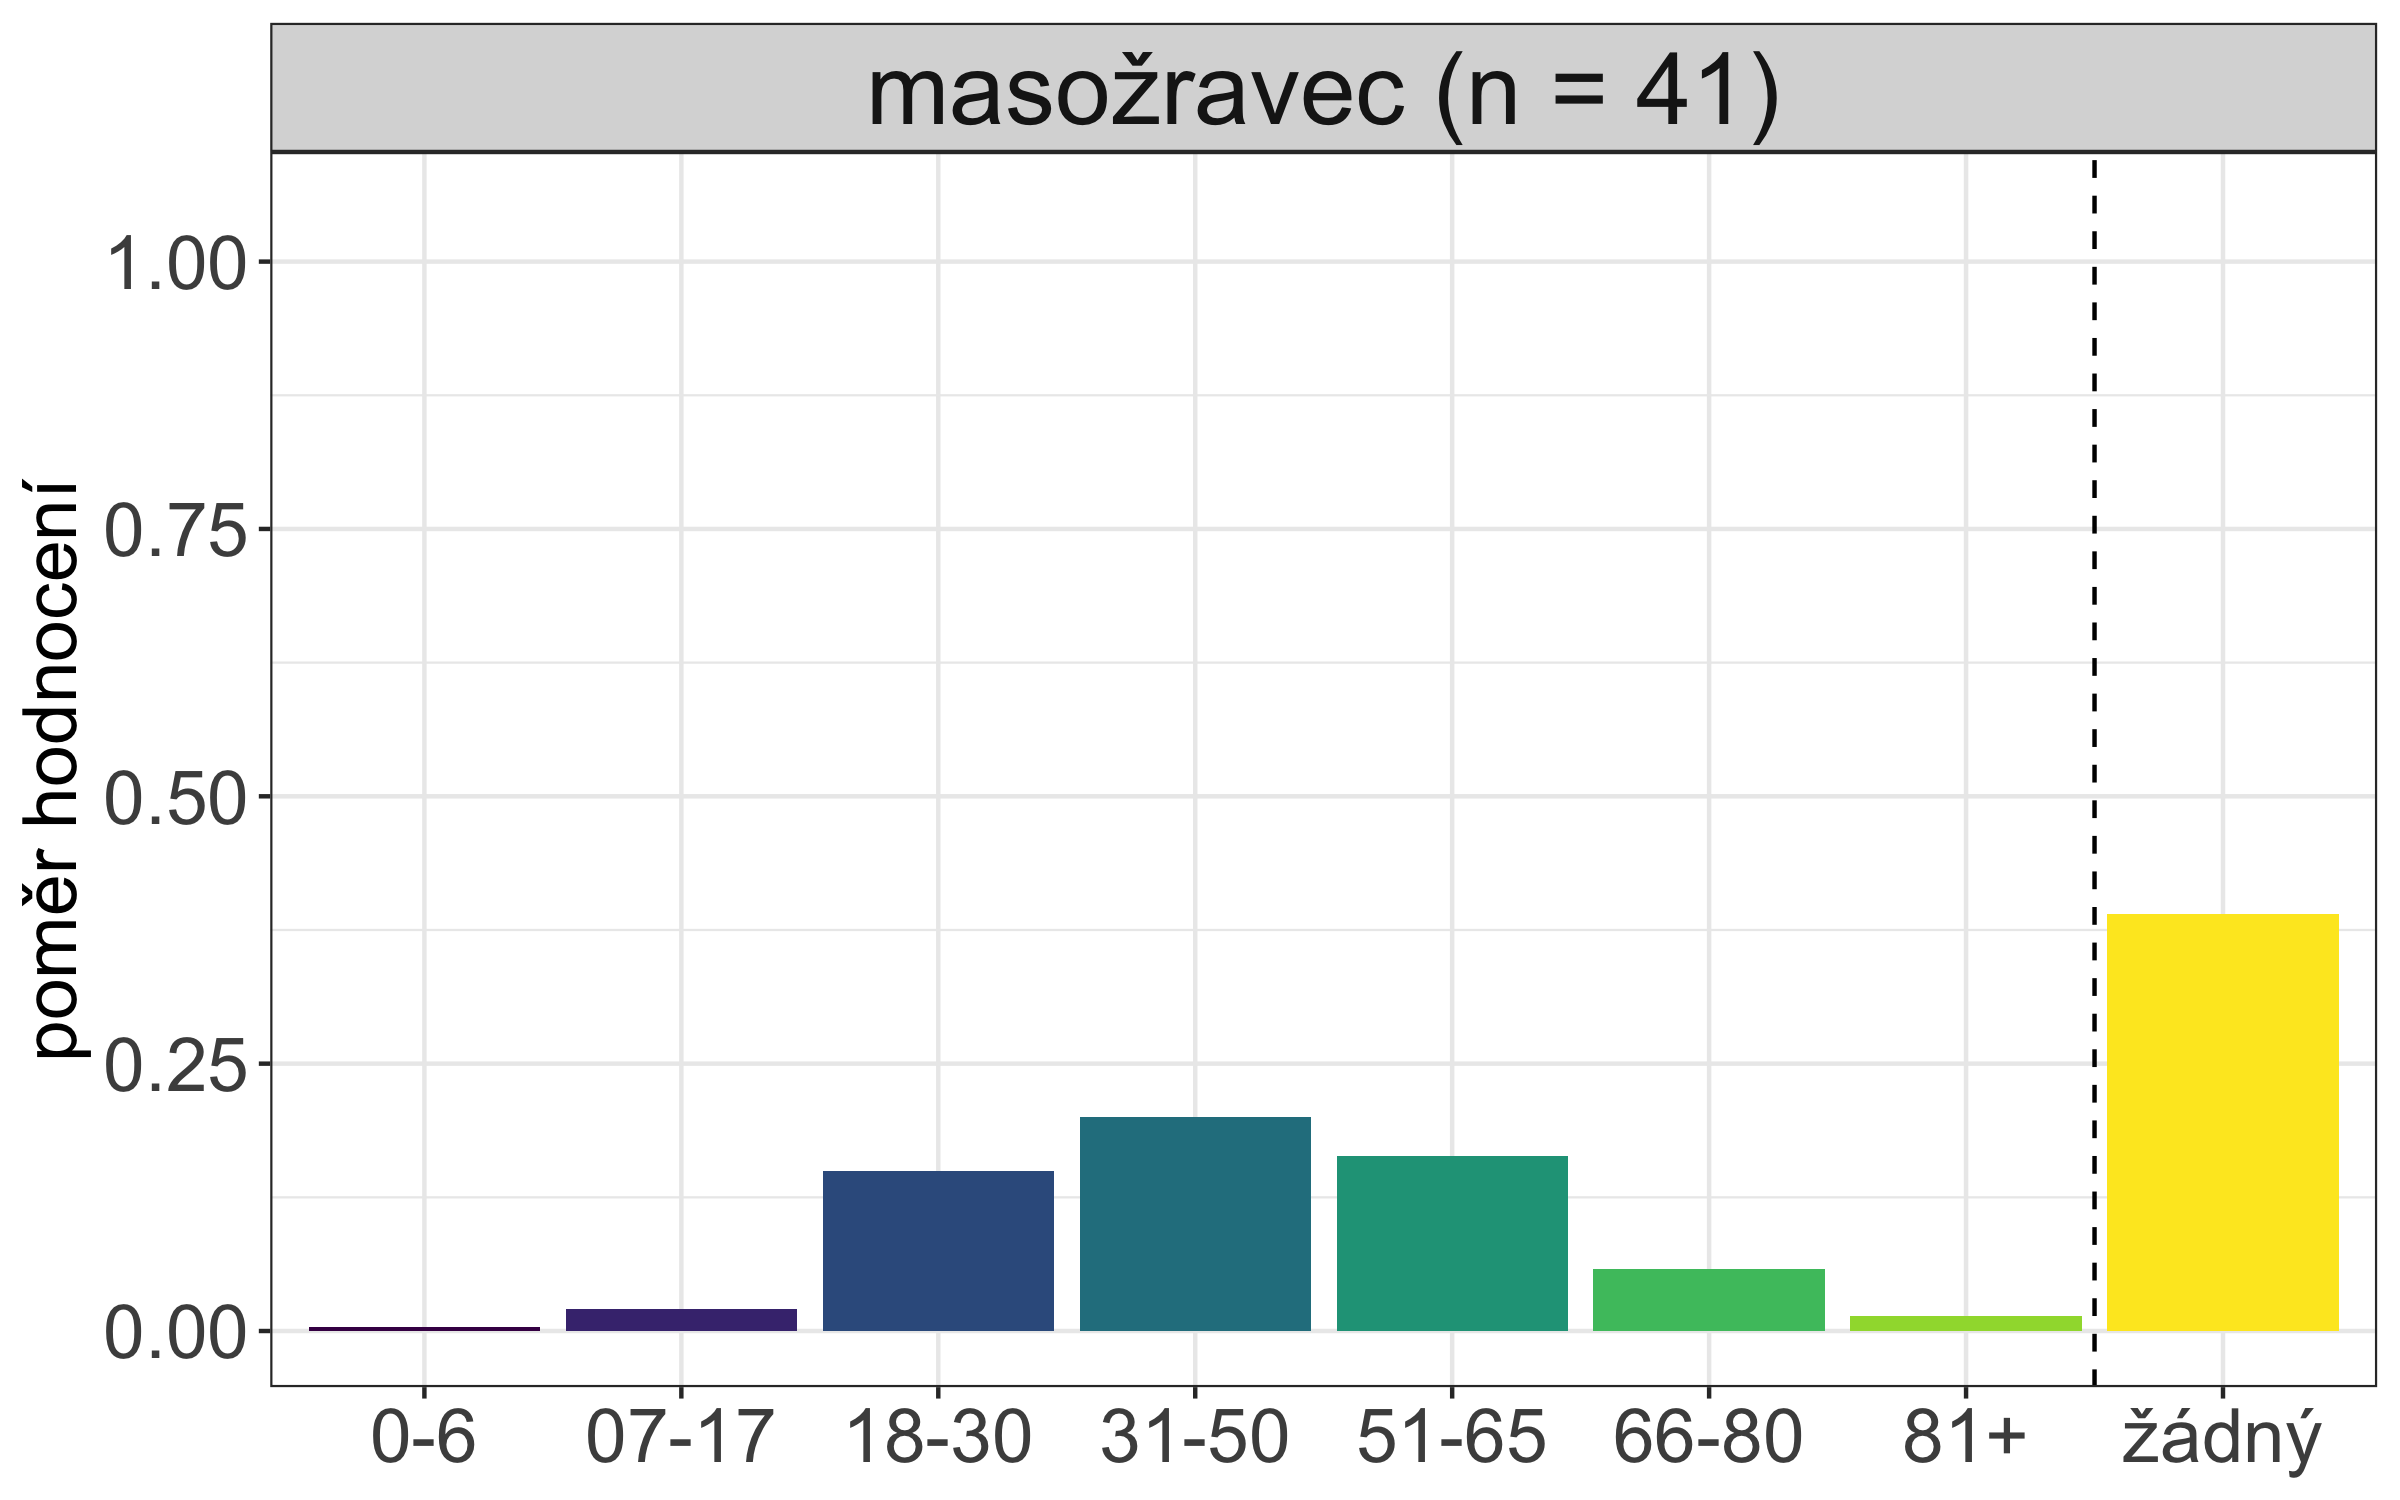 masožravec (n = 41)
poměr hodnocení
1.00
0.75
0.50
0.25
0.00
0-6 07-17 18-30 31-50 51-65 66-80 81+ žádný